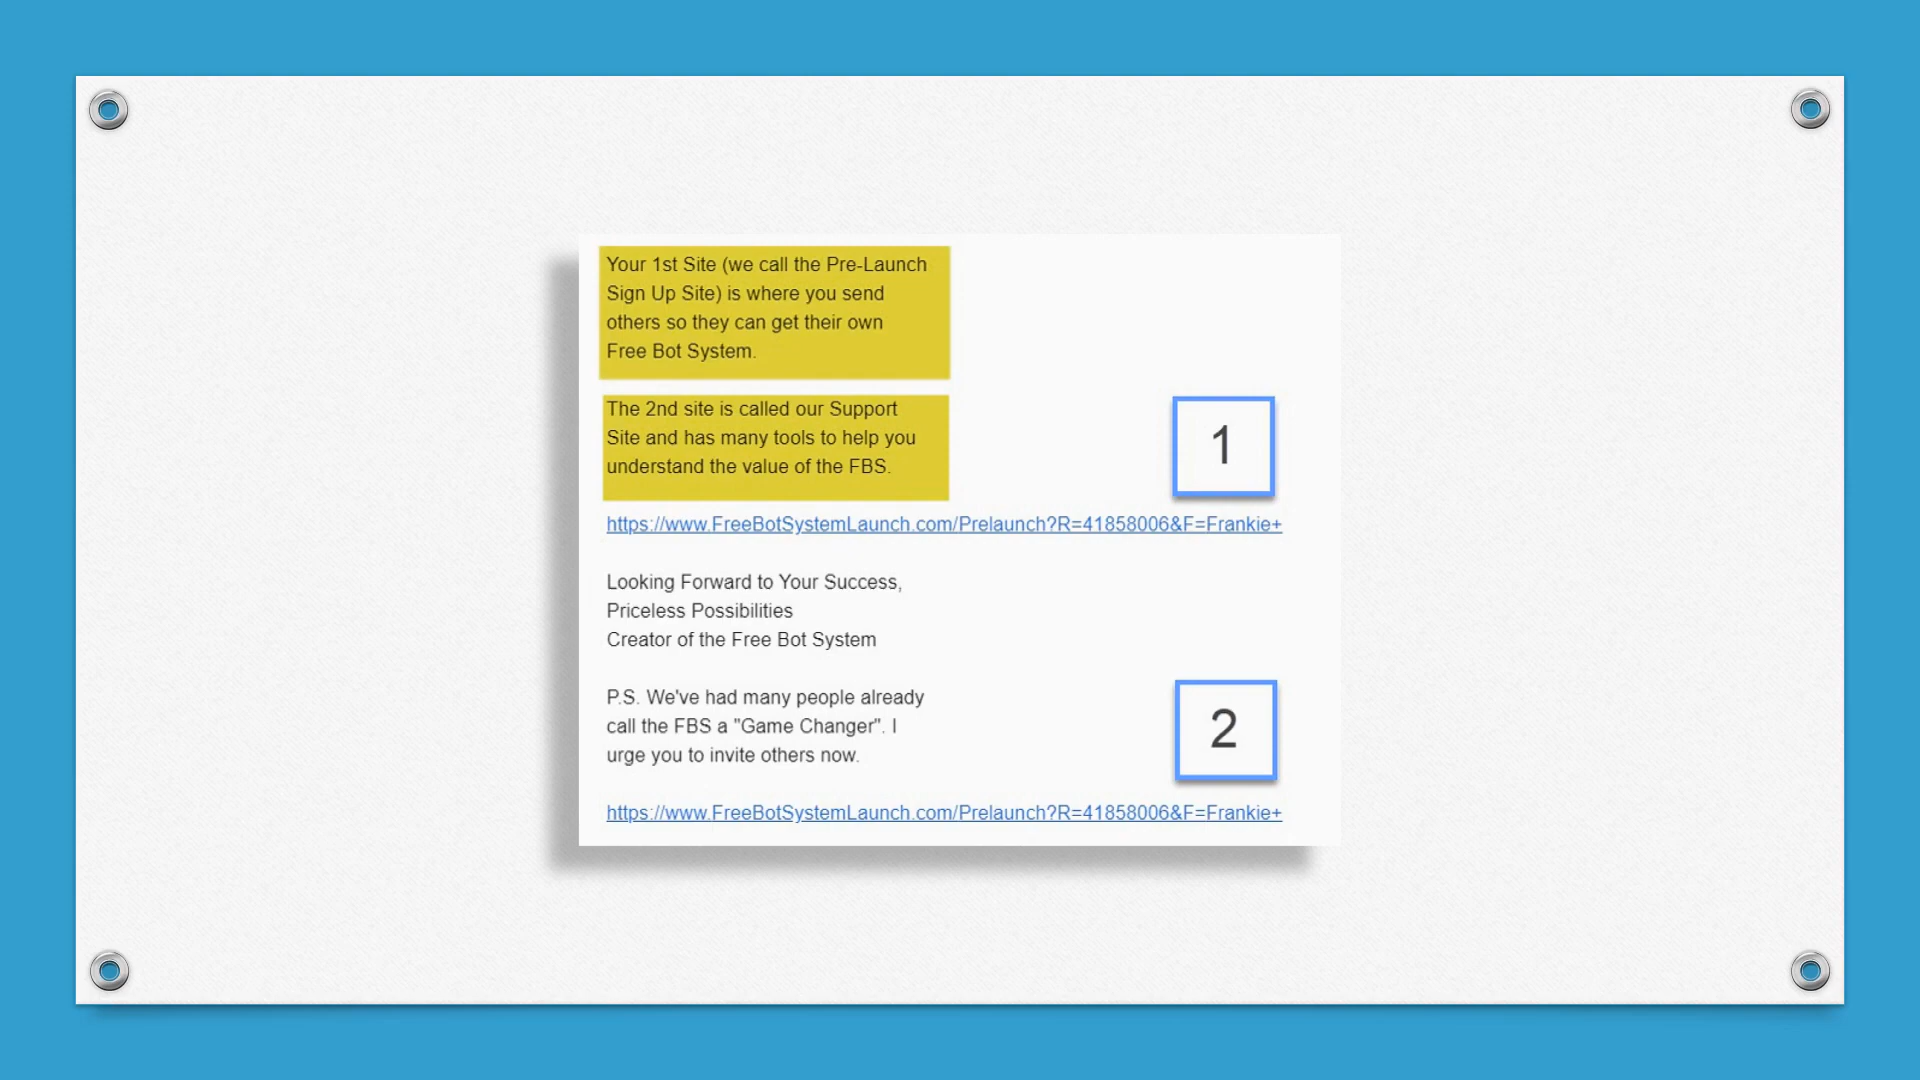 Your 1st Site (we call the Pre-Launch
Sign Up Site) is where you send
others so they can get their own
Free Bot System.
The 2nd site is called our Support
Site and has many tools to help you
understand the value of the FBS.
1
https://www.FreeBotSystemLaunch.com/Prelaunch?R=41858006&F=Frankie+
Looking Forward to Your Success,
Priceless Possibilities
Creator of the Free Bot System
P.S. We've had many people already
call the FBS a "Game Changer". I
urge you to invite others now.
2
https://www.FreeBotSystemLaunch.com/Prelaunch?R=41858006&F=Frankie+